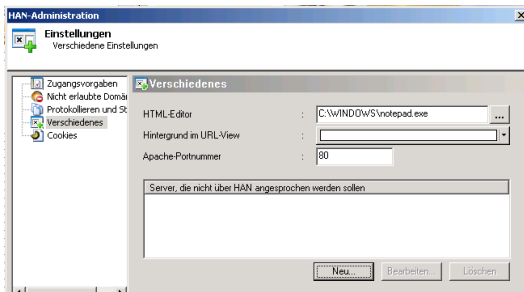 HAN-Administration
Einstellungen
Verschiedene Einstellungen
Zugangsvorgaben
Nicht erlaubte Domär
Protokollieren und St
Verschiedenes
Cookies
Verschiedenes
HTML-Editor : C:\WINDOWS\notepad.exe ...
Hintergrund im URL-View :
Apache-Portnummer : 80
Server, die nicht über HAN angesprochen werden sollen
Neu... Bearbeiten... Löschen